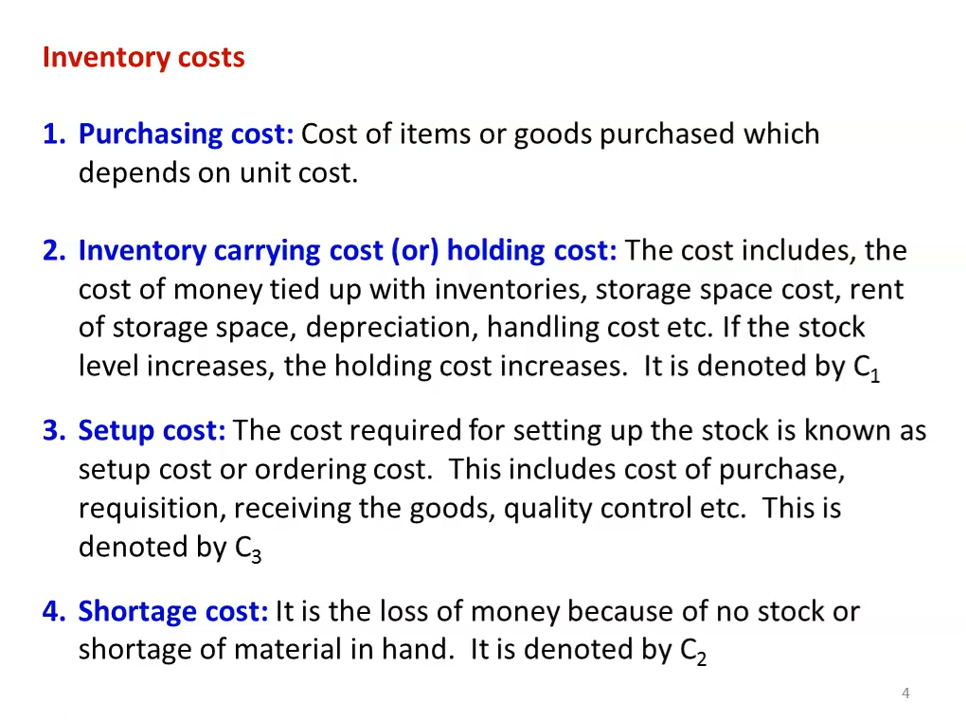 Inventory costs
1. Purchasing cost: Cost of items or goods purchased which
depends on unit cost.
2. Inventory carrying cost (or) holding cost: The cost includes, the
cost of money tied up with inventories, storage space cost, rent
of storage space, depreciation, handling cost etc. If the stock
level increases, the holding cost increases. It is denoted by C₁
3. Setup cost: The cost required for setting up the stock is known as
setup cost or ordering cost. This includes cost of purchase,
requisition, receiving the goods, quality control etc. This is
denoted by C₃
4. Shortage cost: It is the loss of money because of no stock or
shortage of material in hand. It is denoted by C₂
4